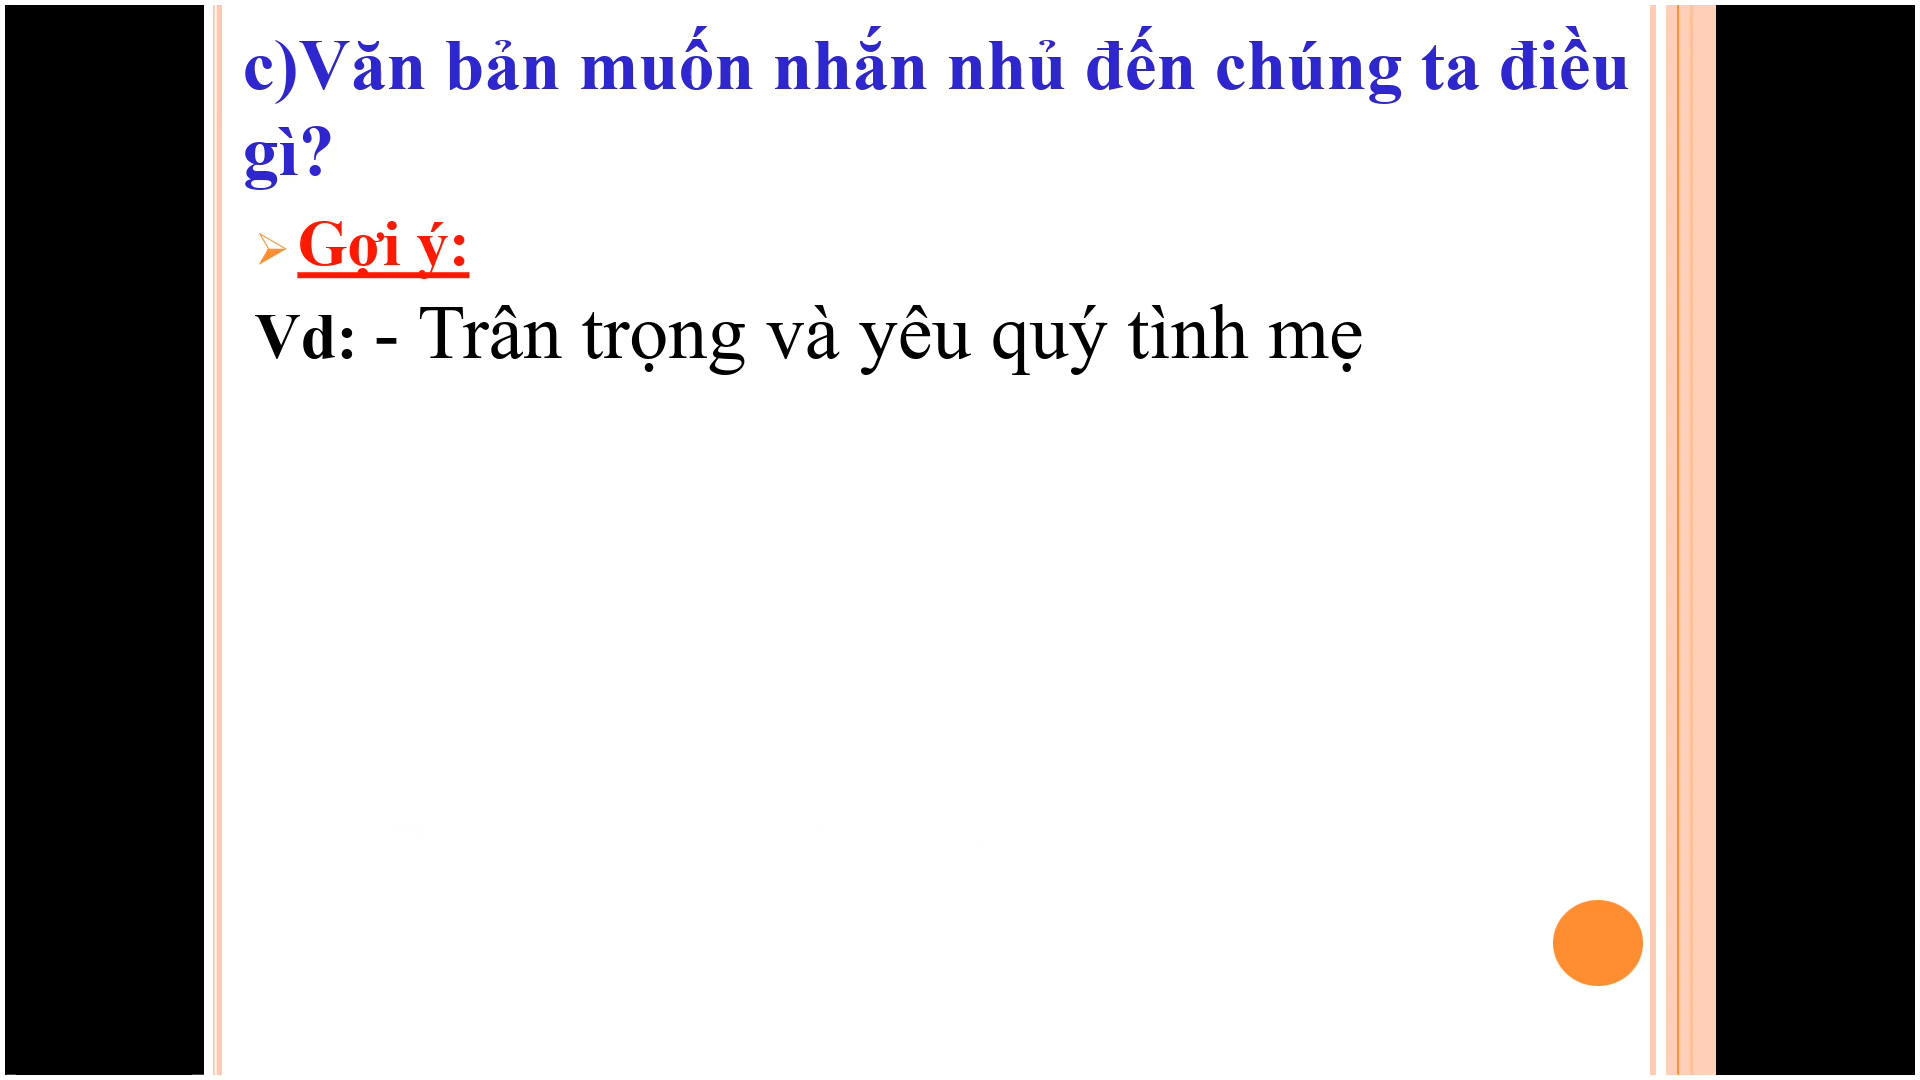 c)Văn bản muốn nhắn nhủ đến chúng ta điều
gì?
Gợi ý:
Vd: - Trân trọng và yêu quý tình mẹ